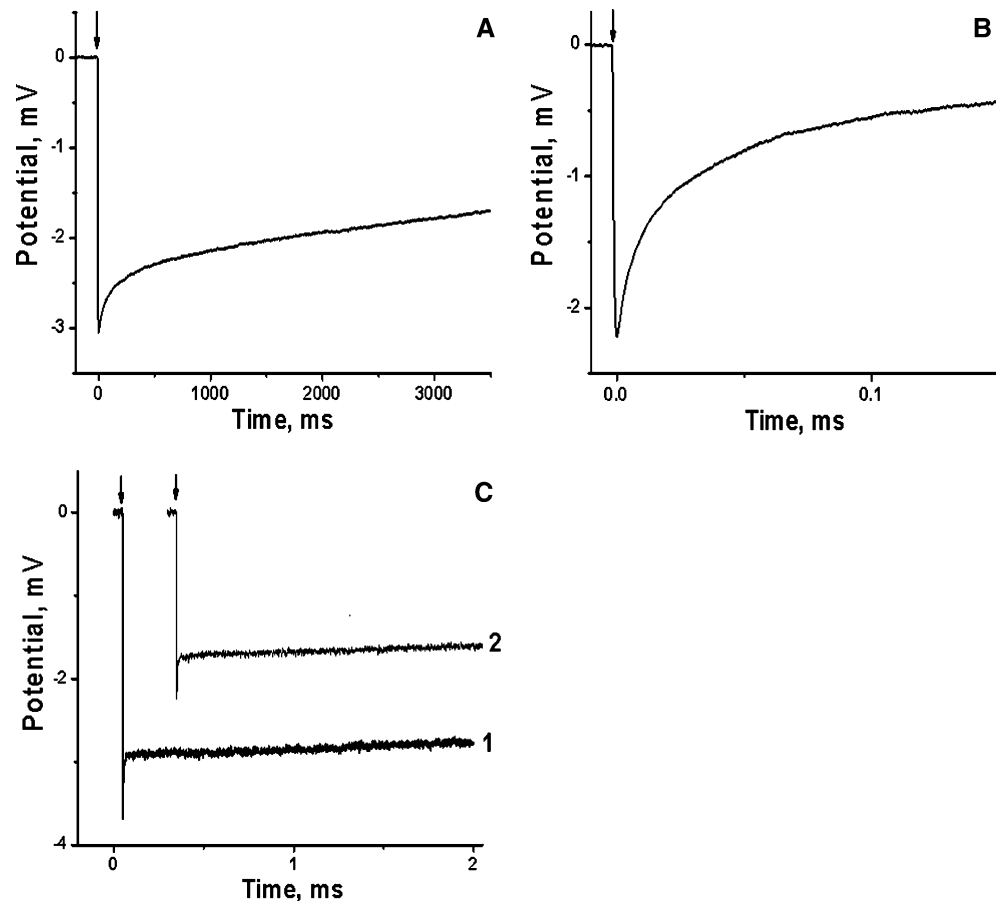 A
Potential, mV
0
-1
-2
-3
0
1000
2000
3000
Time, ms
B
Potential, mV
0
-1
-2
0.0
0.1
Time, ms
C
Potential, mV
0
-2
-4
2
1
0
1
2
Time, ms